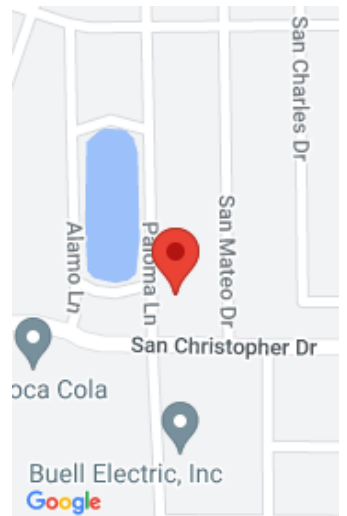 San Charles Dr
San Mateo Dr
Paloma Ln
Alamo Ln
San Christopher Dr
oca Cola
Buell Electric, Inc
Google